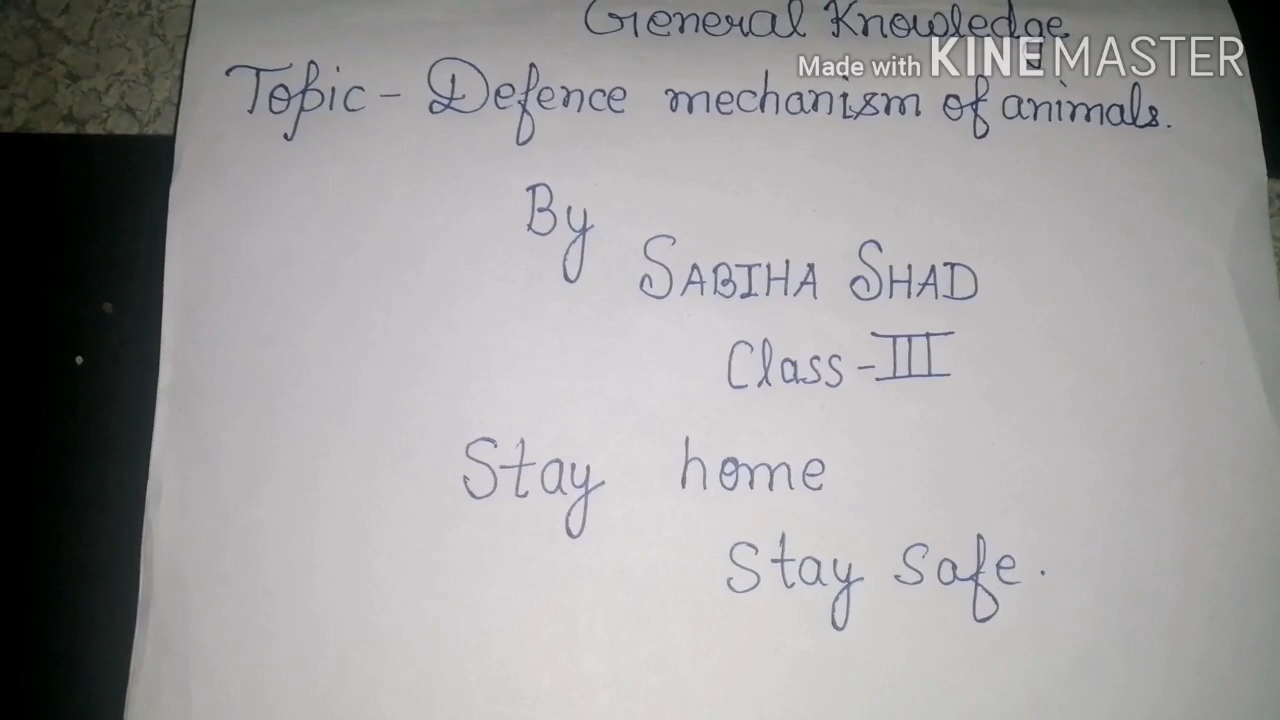 General Knowledge
Made with KINEMASTER
Topic - Defence mechanism of animals.
By
SABIHA SHAD
Class - III
Stay home
Stay safe.